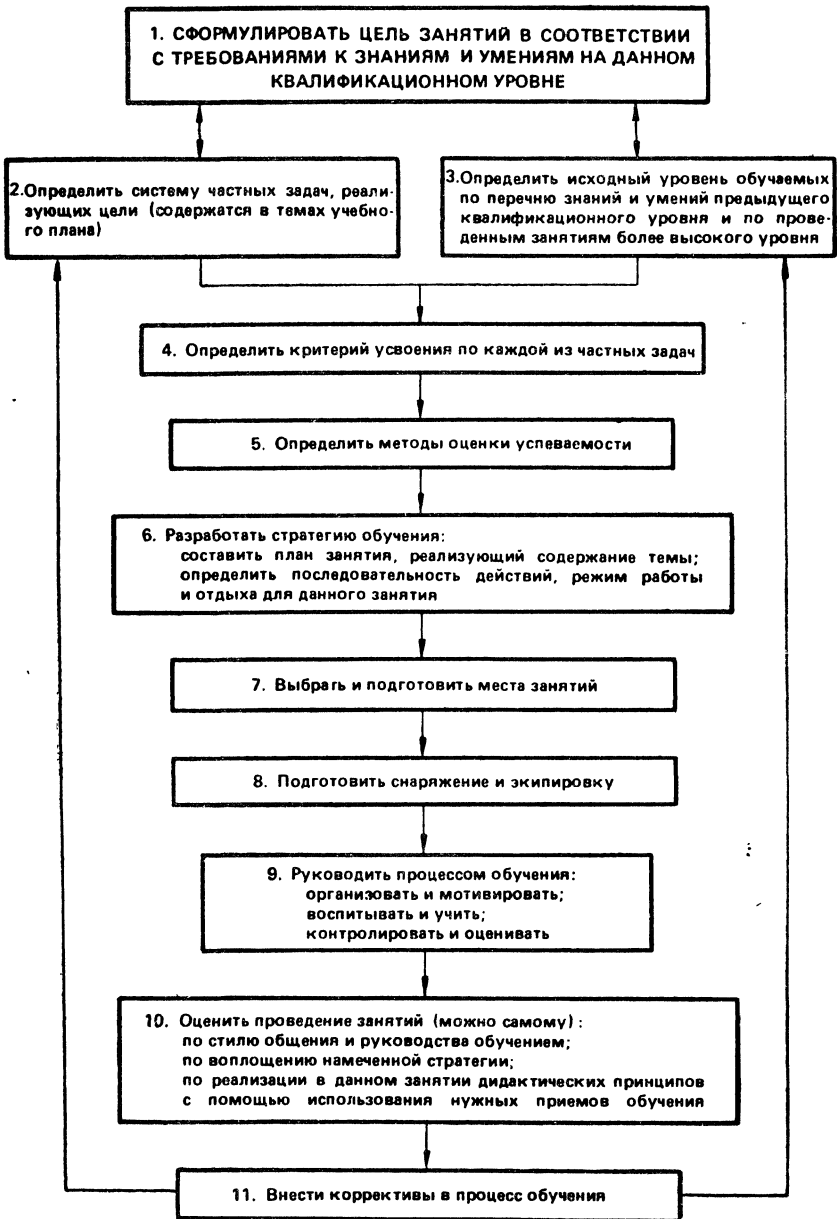 1. СФОРМУЛИРОВАТЬ ЦЕЛЬ ЗАНЯТИЙ В СООТВЕТСТВИИ
С ТРЕБОВАНИЯМИ К ЗНАНИЯМ И УМЕНИЯМ НА ДАННОМ
КВАЛИФИКАЦИОННОМ УРОВНЕ
2. Определить систему частных задач, реали-
зующих цели (содержатся в темах учебно-
го плана)
3. Определить исходный уровень обучаемых
по перечню знаний и умений предыдущего
квалификационного уровня и по прове-
денным занятиям более высокого уровня
4. Определить критерий усвоения по каждой из частных задач
5. Определить методы оценки успеваемости
6. Разработать стратегию обучения:
составить план занятия, реализующий содержание темы;
определить последовательность действий, режим работы
и отдыха для данного занятия
7. Выбрать и подготовить места занятий
8. Подготовить снаряжение и экипировку
9. Руководить процессом обучения:
организовать и мотивировать;
воспитывать и учить;
контролировать и оценивать
10. Оценить проведение занятий (можно самому) :
по стилю общения и руководства обучением;
по воплощению намеченной стратегии;
по реализации в данном занятии дидактических принципов
с помощью использования нужных приемов обучения
11. Внести коррективы в процесс обучения